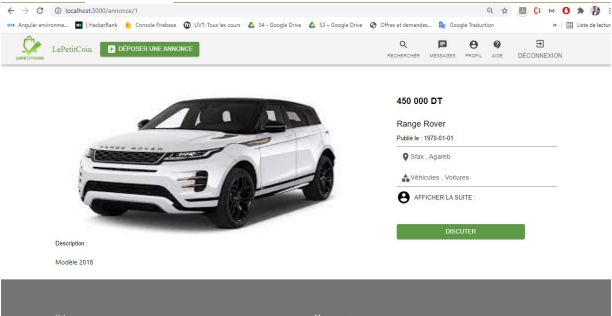 localhost:3000/annonce/1
Angular environme... HackerRank Console Firebase UVT: Tous les cours S4 - Google Drive S3 – Google Drive Offres et demandes... Google Traduction » Liste de lectur
LEPETITCOIN LePetitCoin DÉPOSER UNE ANNONCE RECHERCHER MESSAGES PROFIL AIDE DÉCONNEXION
450 000 DT
Range Rover
Publié le : 1970-01-01
Sfax , Agareb
Véhicules , Voitures
AFFICHER LA SUITE :
DISCUTER
RANGE ROVER
Description :
Modèle 2018